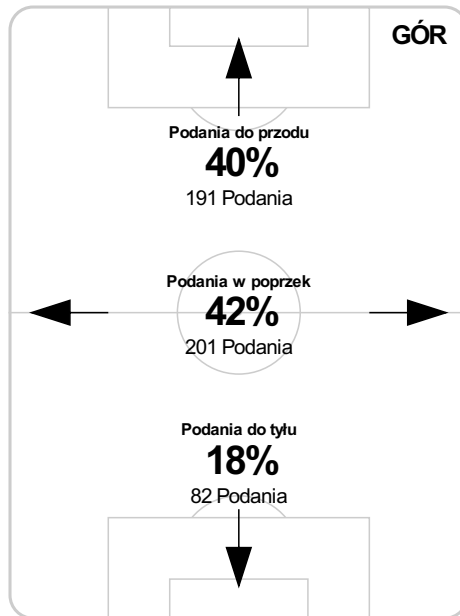 GÓR
Podania do przodu
40%
191 Podania
Podania w poprzek
42%
201 Podania
Podania do tyłu
18%
82 Podania